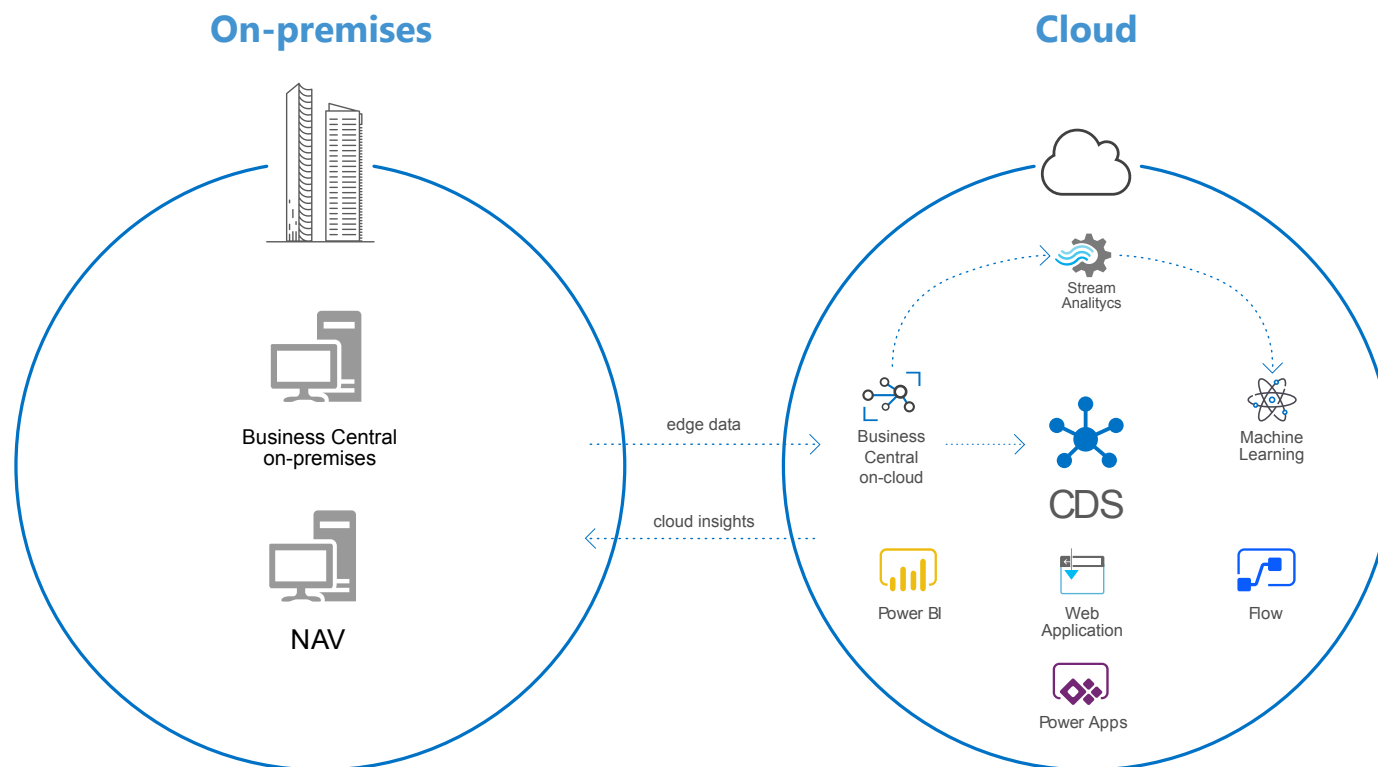 On-premises
Cloud
Stream
Analitycs
Business Central
on-premises
edge data
Business
Central
on-cloud
CDS
Machine
Learning
cloud insights
NAV
Power BI
Web
Application
Flow
Power Apps